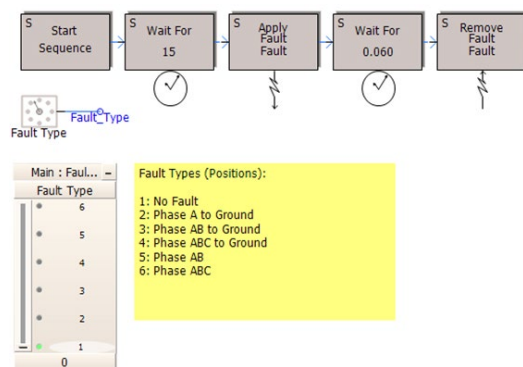 S
Start
Sequence
S
Wait For
15
S
Apply
Fault
Fault
S
Wait For
0.060
S
Remove
Fault
Fault
Fault_Type
Fault Type
Main : Faul... –
Fault Type
6
5
4
3
2
1
0
Fault Types (Positions):
1: No Fault
2: Phase A to Ground
3: Phase AB to Ground
4: Phase ABC to Ground
5: Phase AB
6: Phase ABC